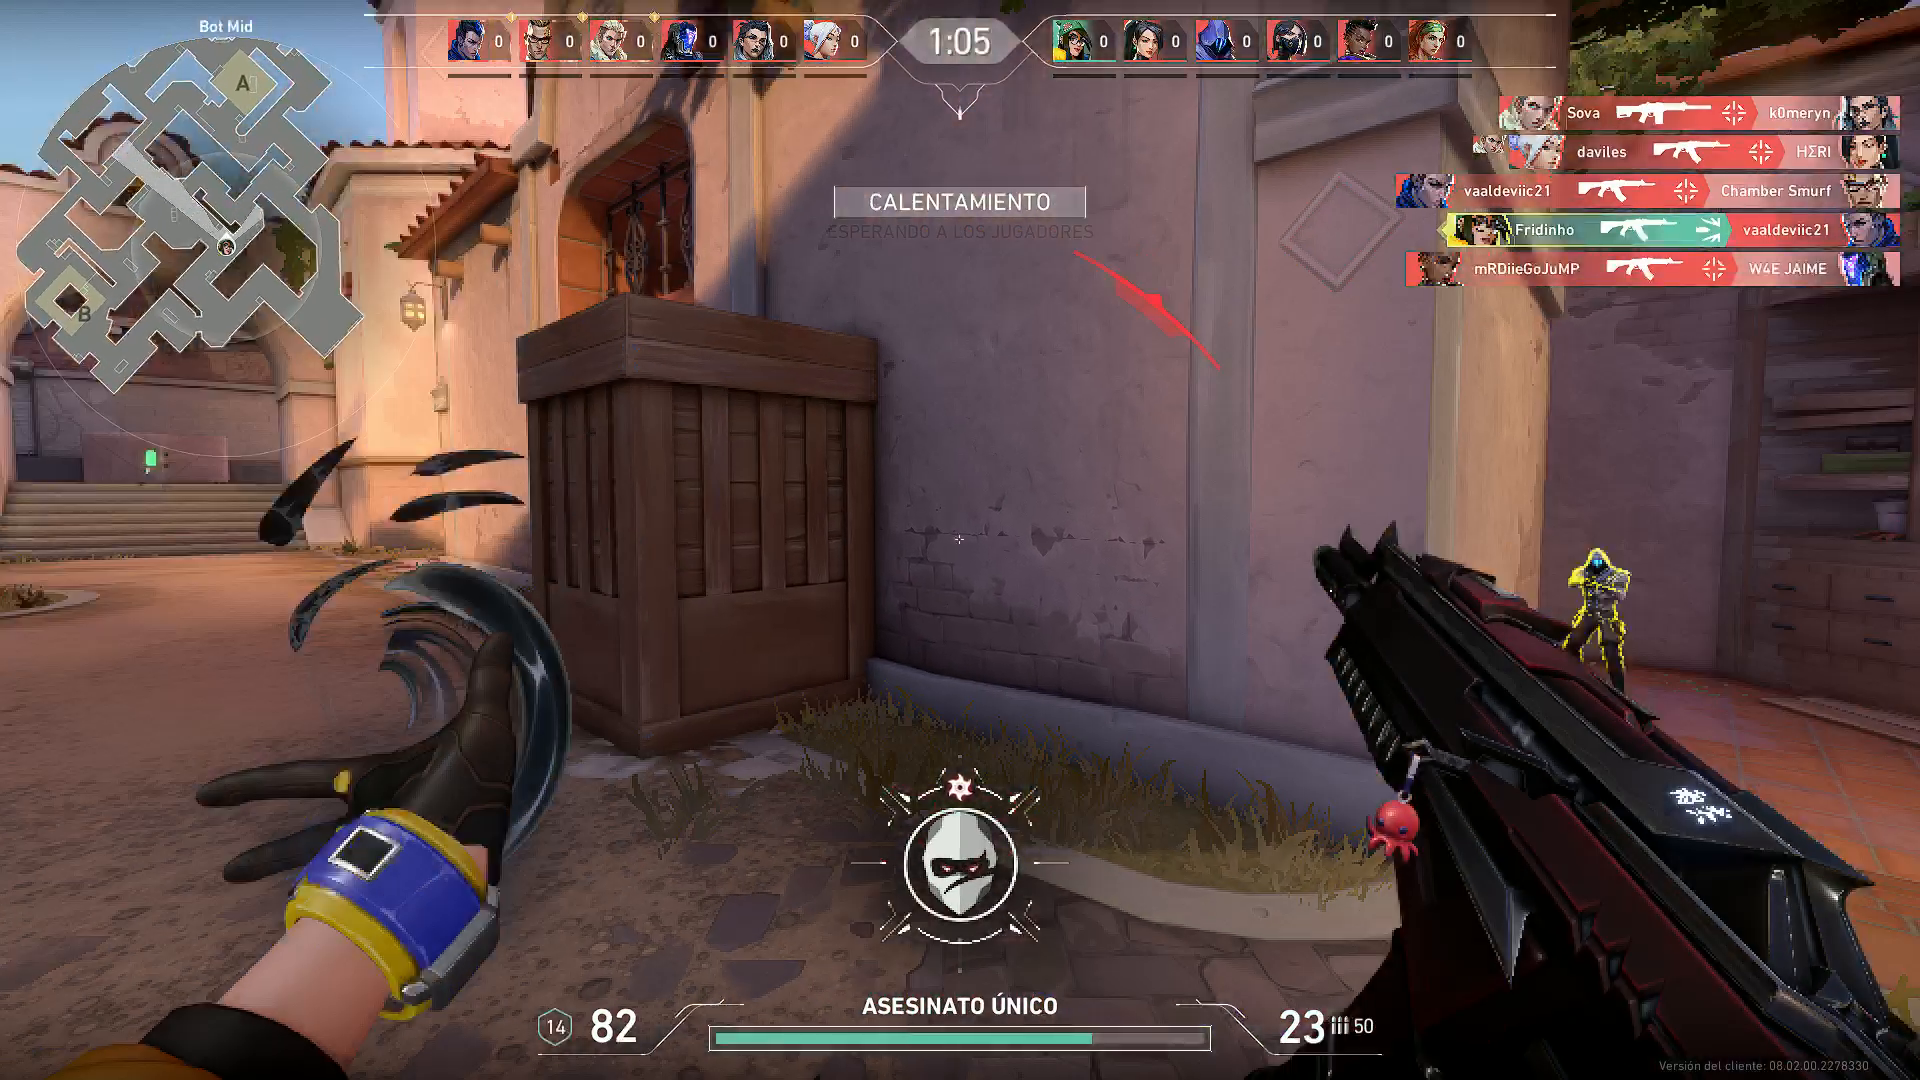 Bot Mid
A
B
0 0 0 0 0 0
1:05
0 0 0 0 0 0
Sova k0meryn
daviles HΣRI
vaaldeviic21 Chamber Smurf
Fridinho vaaldeviic21
mRDiieGoJuMP W4E JAIME
CALENTAMIENTO
ESPERANDO A LOS JUGADORES
ASESINATO ÚNICO
14 82
23 50
Versión del cliente: 08.02.00.2278330